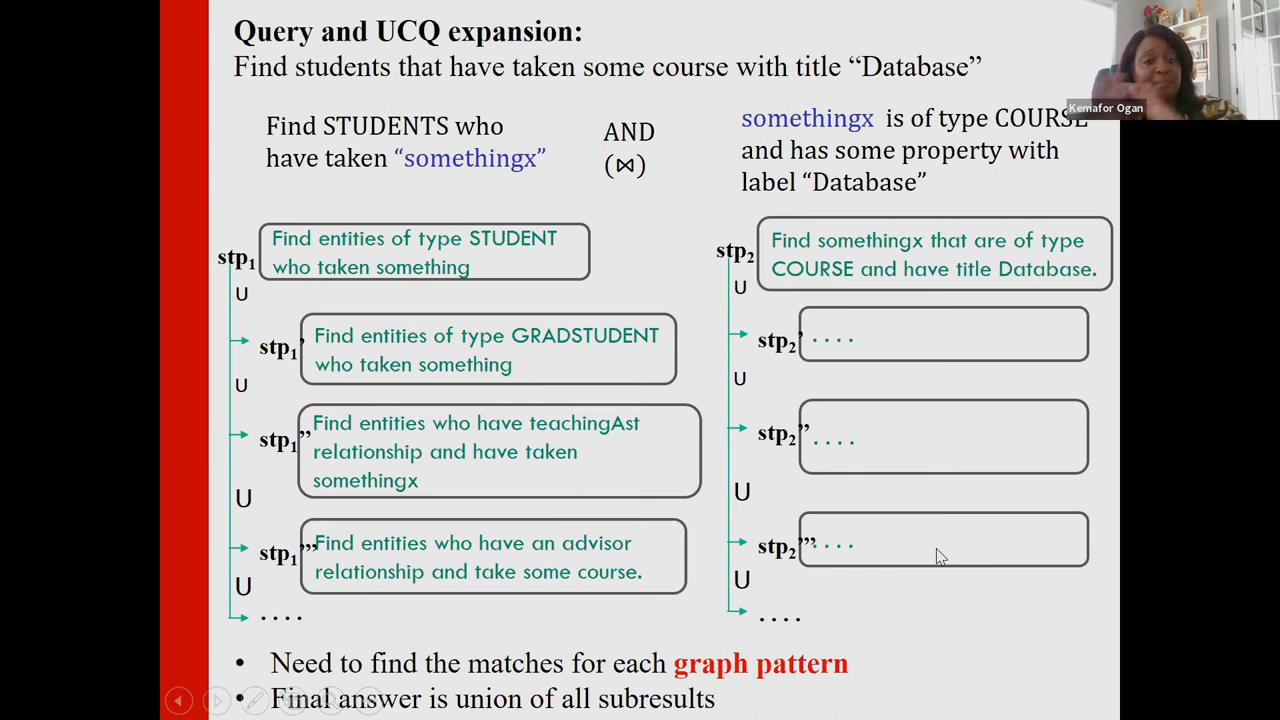 Query and UCQ expansion:
Find students that have taken some course with title “Database”
Kemafor Ogan
Find STUDENTS who
have taken “somethingx”
AND
(⋈)
somethingx is of type COURSE
and has some property with
label “Database”
stp1
Find entities of type STUDENT
who taken something
∪
stp1’
Find entities of type GRADSTUDENT
who taken something
∪
stp1’’
Find entities who have teachingAst
relationship and have taken
somethingx
∪
stp1’’’
Find entities who have an advisor
relationship and take some course.
∪
....
stp2
Find somethingx that are of type
COURSE and have title Database.
∪
stp2’
....
∪
stp2’’
....
∪
stp2’’’
....
∪
....
• Need to find the matches for each graph pattern
• Final answer is union of all subresults